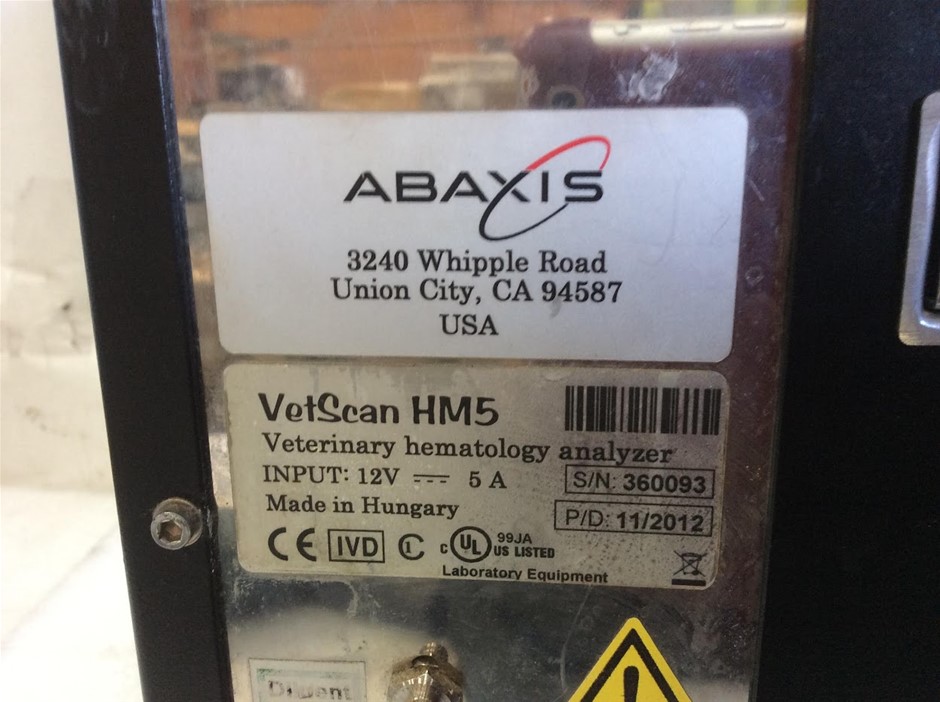 ABAXIS
3240 Whipple Road
Union City, CA 94587
USA
VetScan HM5
Veterinary hematology analyzer
INPUT: 12V ⎓ 5 A
S/N: 360093
Made in Hungary
P/D: 11/2012
CE IVD C UL US LISTED
99JA
Laboratory Equipment
Diluent